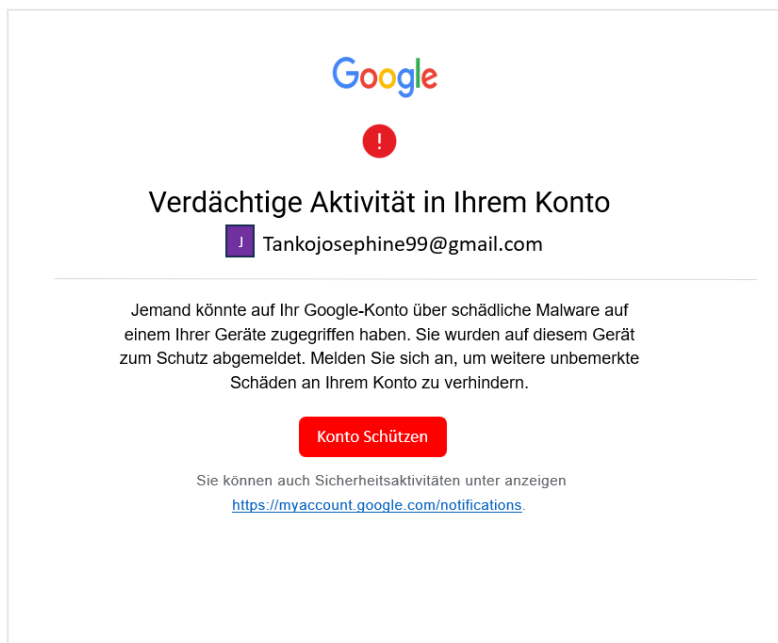 Google
!
Verdächtige Aktivität in Ihrem Konto
J Tankojosephine99@gmail.com
Jemand könnte auf Ihr Google-Konto über schädliche Malware auf
einem Ihrer Geräte zugegriffen haben. Sie wurden auf diesem Gerät
zum Schutz abgemeldet. Melden Sie sich an, um weitere unbemerkte
Schäden an Ihrem Konto zu verhindern.
Konto Schützen
Sie können auch Sicherheitsaktivitäten unter anzeigen
https://myaccount.google.com/notifications.